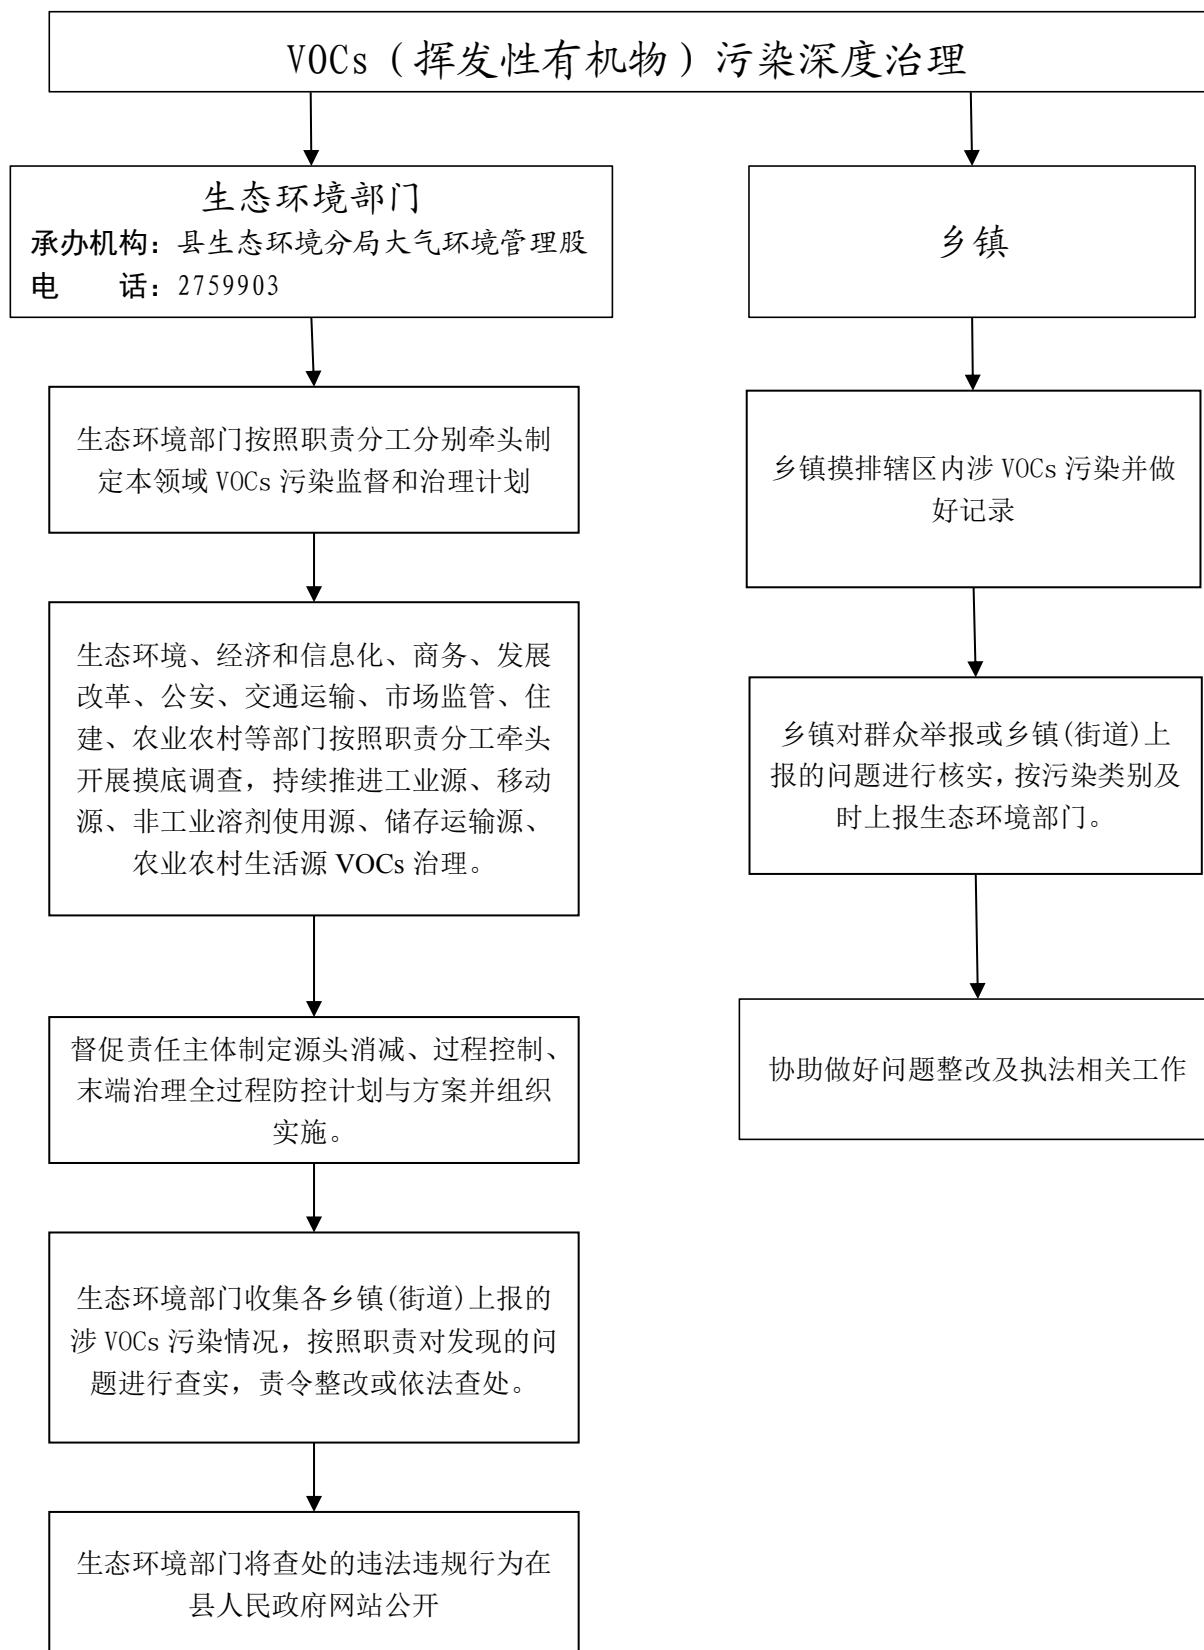 VOCs（挥发性有机物）污染深度治理
生态环境部门
承办机构：县生态环境分局大气环境管理股
电　　话：2759903
生态环境部门按照职责分工分别牵头制
定本领域 VOCs 污染监督和治理计划
生态环境、经济和信息化、商务、发展
改革、公安、交通运输、市场监管、住
建、农业农村等部门按照职责分工牵头
开展摸底调查，持续推进工业源、移动
源、非工业溶剂使用源、储存运输源、
农业农村生活源 VOCs 治理。
督促责任主体制定源头消减、过程控制、
末端治理全过程防控计划与方案并组织
实施。
生态环境部门收集各乡镇(街道)上报的
涉 VOCs 污染情况，按照职责对发现的问
题进行查实，责令整改或依法查处。
生态环境部门将查处的违法违规行为在
县人民政府网站公开
乡镇
乡镇摸排辖区内涉 VOCs 污染并做
好记录
乡镇对群众举报或乡镇(街道)上
报的问题进行核实，按污染类别及
时上报生态环境部门。
协助做好问题整改及执法相关工作